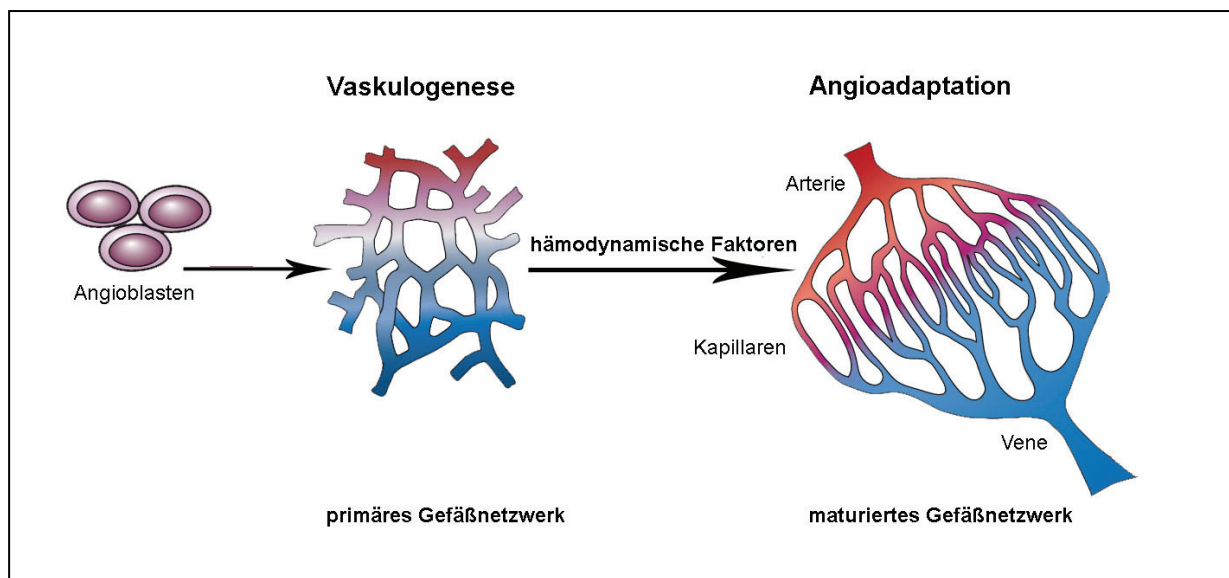 Vaskulogenese
Angioadaptation
Arterie
hämodynamische Faktoren
Angioblasten
Kapillaren
Vene
primäres Gefäßnetzwerk
maturiertes Gefäßnetzwerk